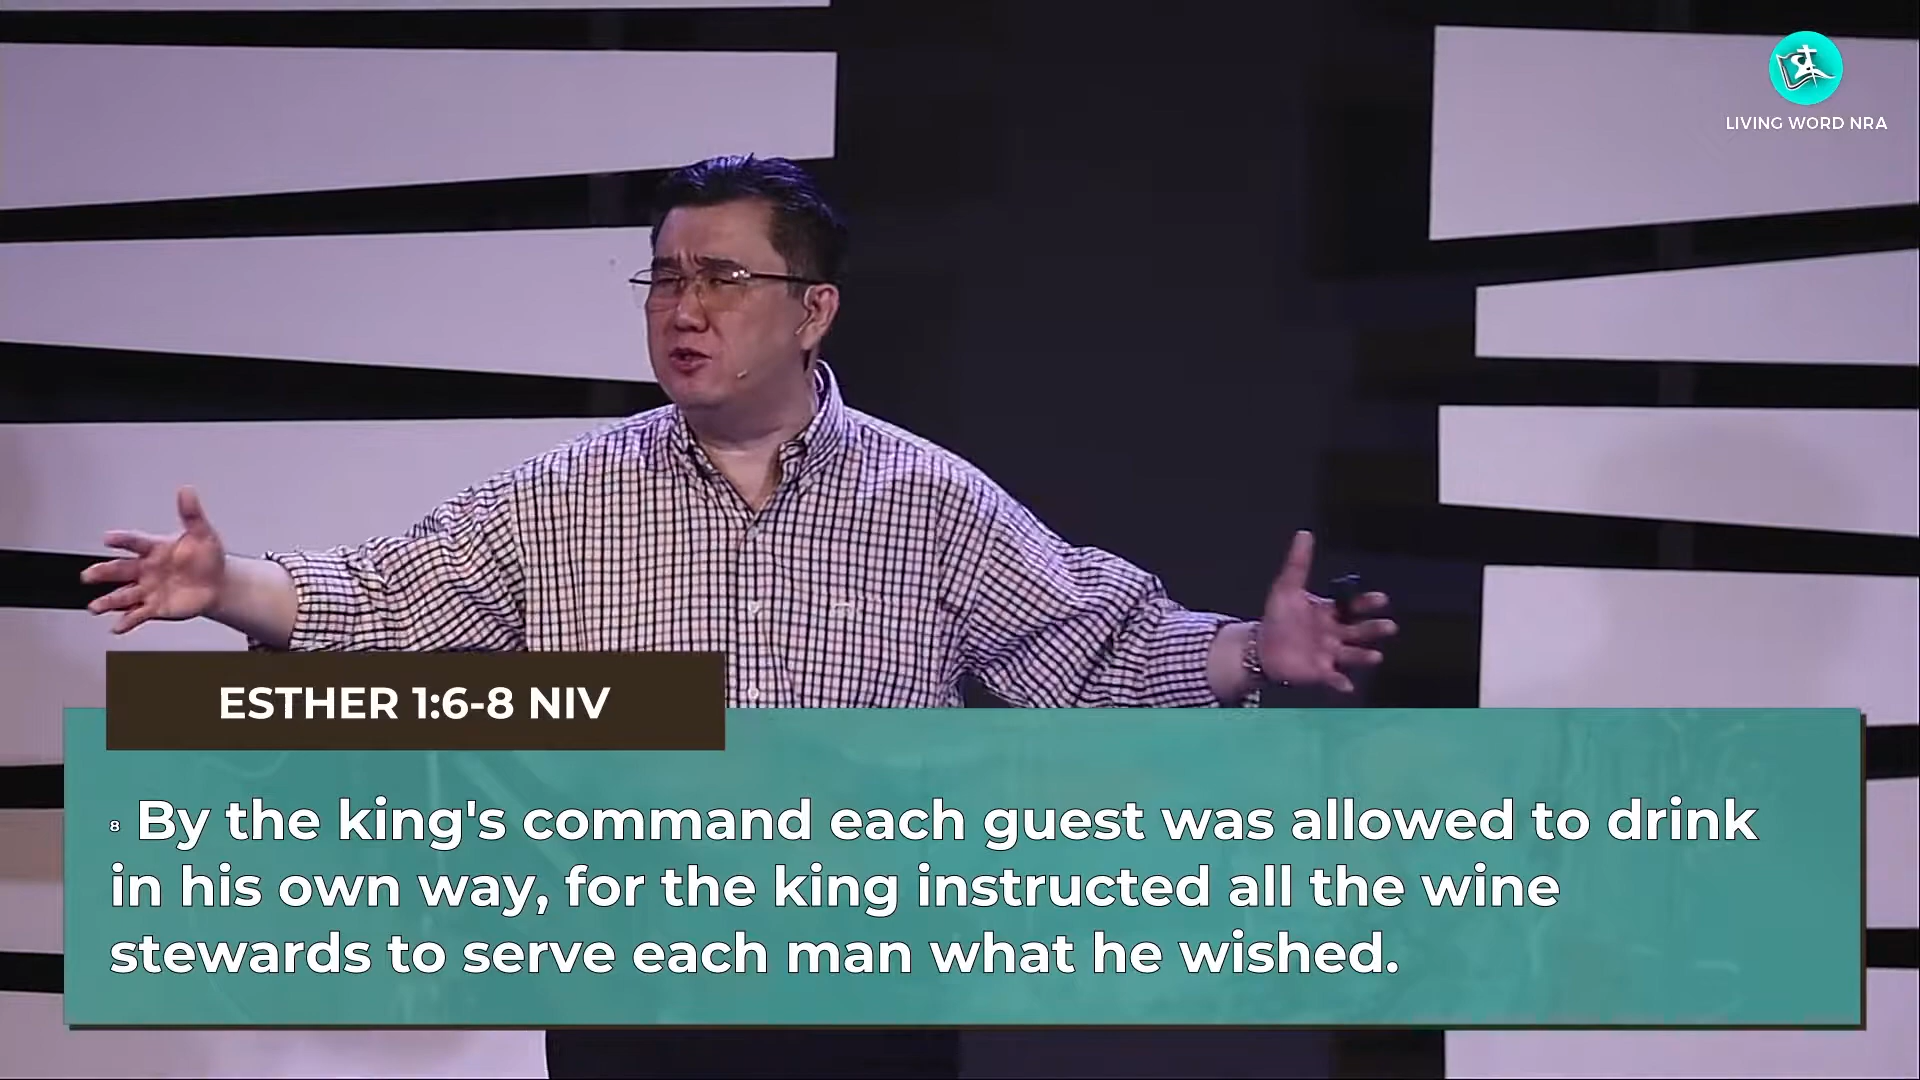 LIVING WORD NRA
ESTHER 1:6-8 NIV
8 By the king's command each guest was allowed to drink
in his own way, for the king instructed all the wine
stewards to serve each man what he wished.